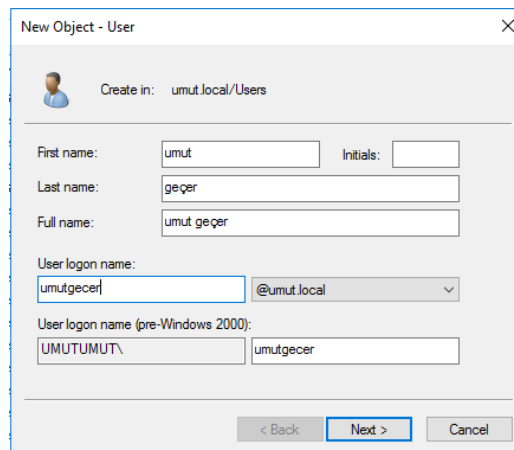 New Object - User
Create in: umut.local/Users
First name: umut Initials:
Last name: geçer
Full name: umut geçer
User logon name:
umutgecer @umut.local
User logon name (pre-Windows 2000):
UMUTUMUT\ umutgecer
< Back Next > Cancel